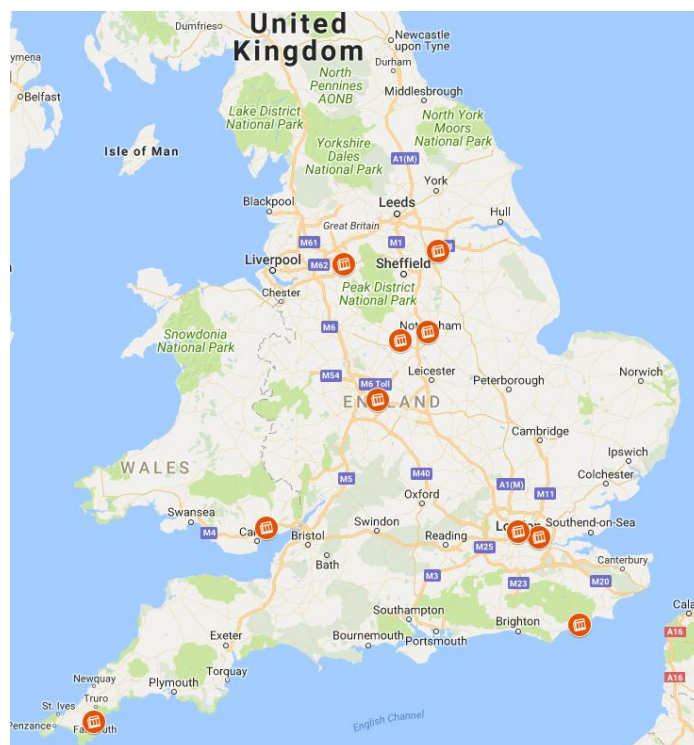 United
Kingdom
Dumfries
Newcastle
upon Tyne
Durham
North
Pennines
AONB
Middlesbrough
Belfast
Lake District
National Park
North York
Moors
National Park
Isle of Man
Yorkshire
Dales
National Park
A1(M)
York
Blackpool
Leeds
Hull
Great Britain
M61
M1
Liverpool
M62
Sheffield
Chester
Peak District
National Park
Snowdonia
National Park
M6
Leicester
Norwich
M54
M6 Toll
Peterborough
Cambridge
WALES
M5
M40
Ipswich
A1(M)
M11
Colchester
Oxford
Swansea
M4
Swindon
Southend-on-Sea
Bristol
Reading
M25
Bath
Canterbury
M3
M23
M20
Southampton
Brighton
Portsmouth
Bournemouth
Exeter
A16
Newquay
Plymouth
Torquay
St. Ives
Truro
A16
Penzance
English Channel